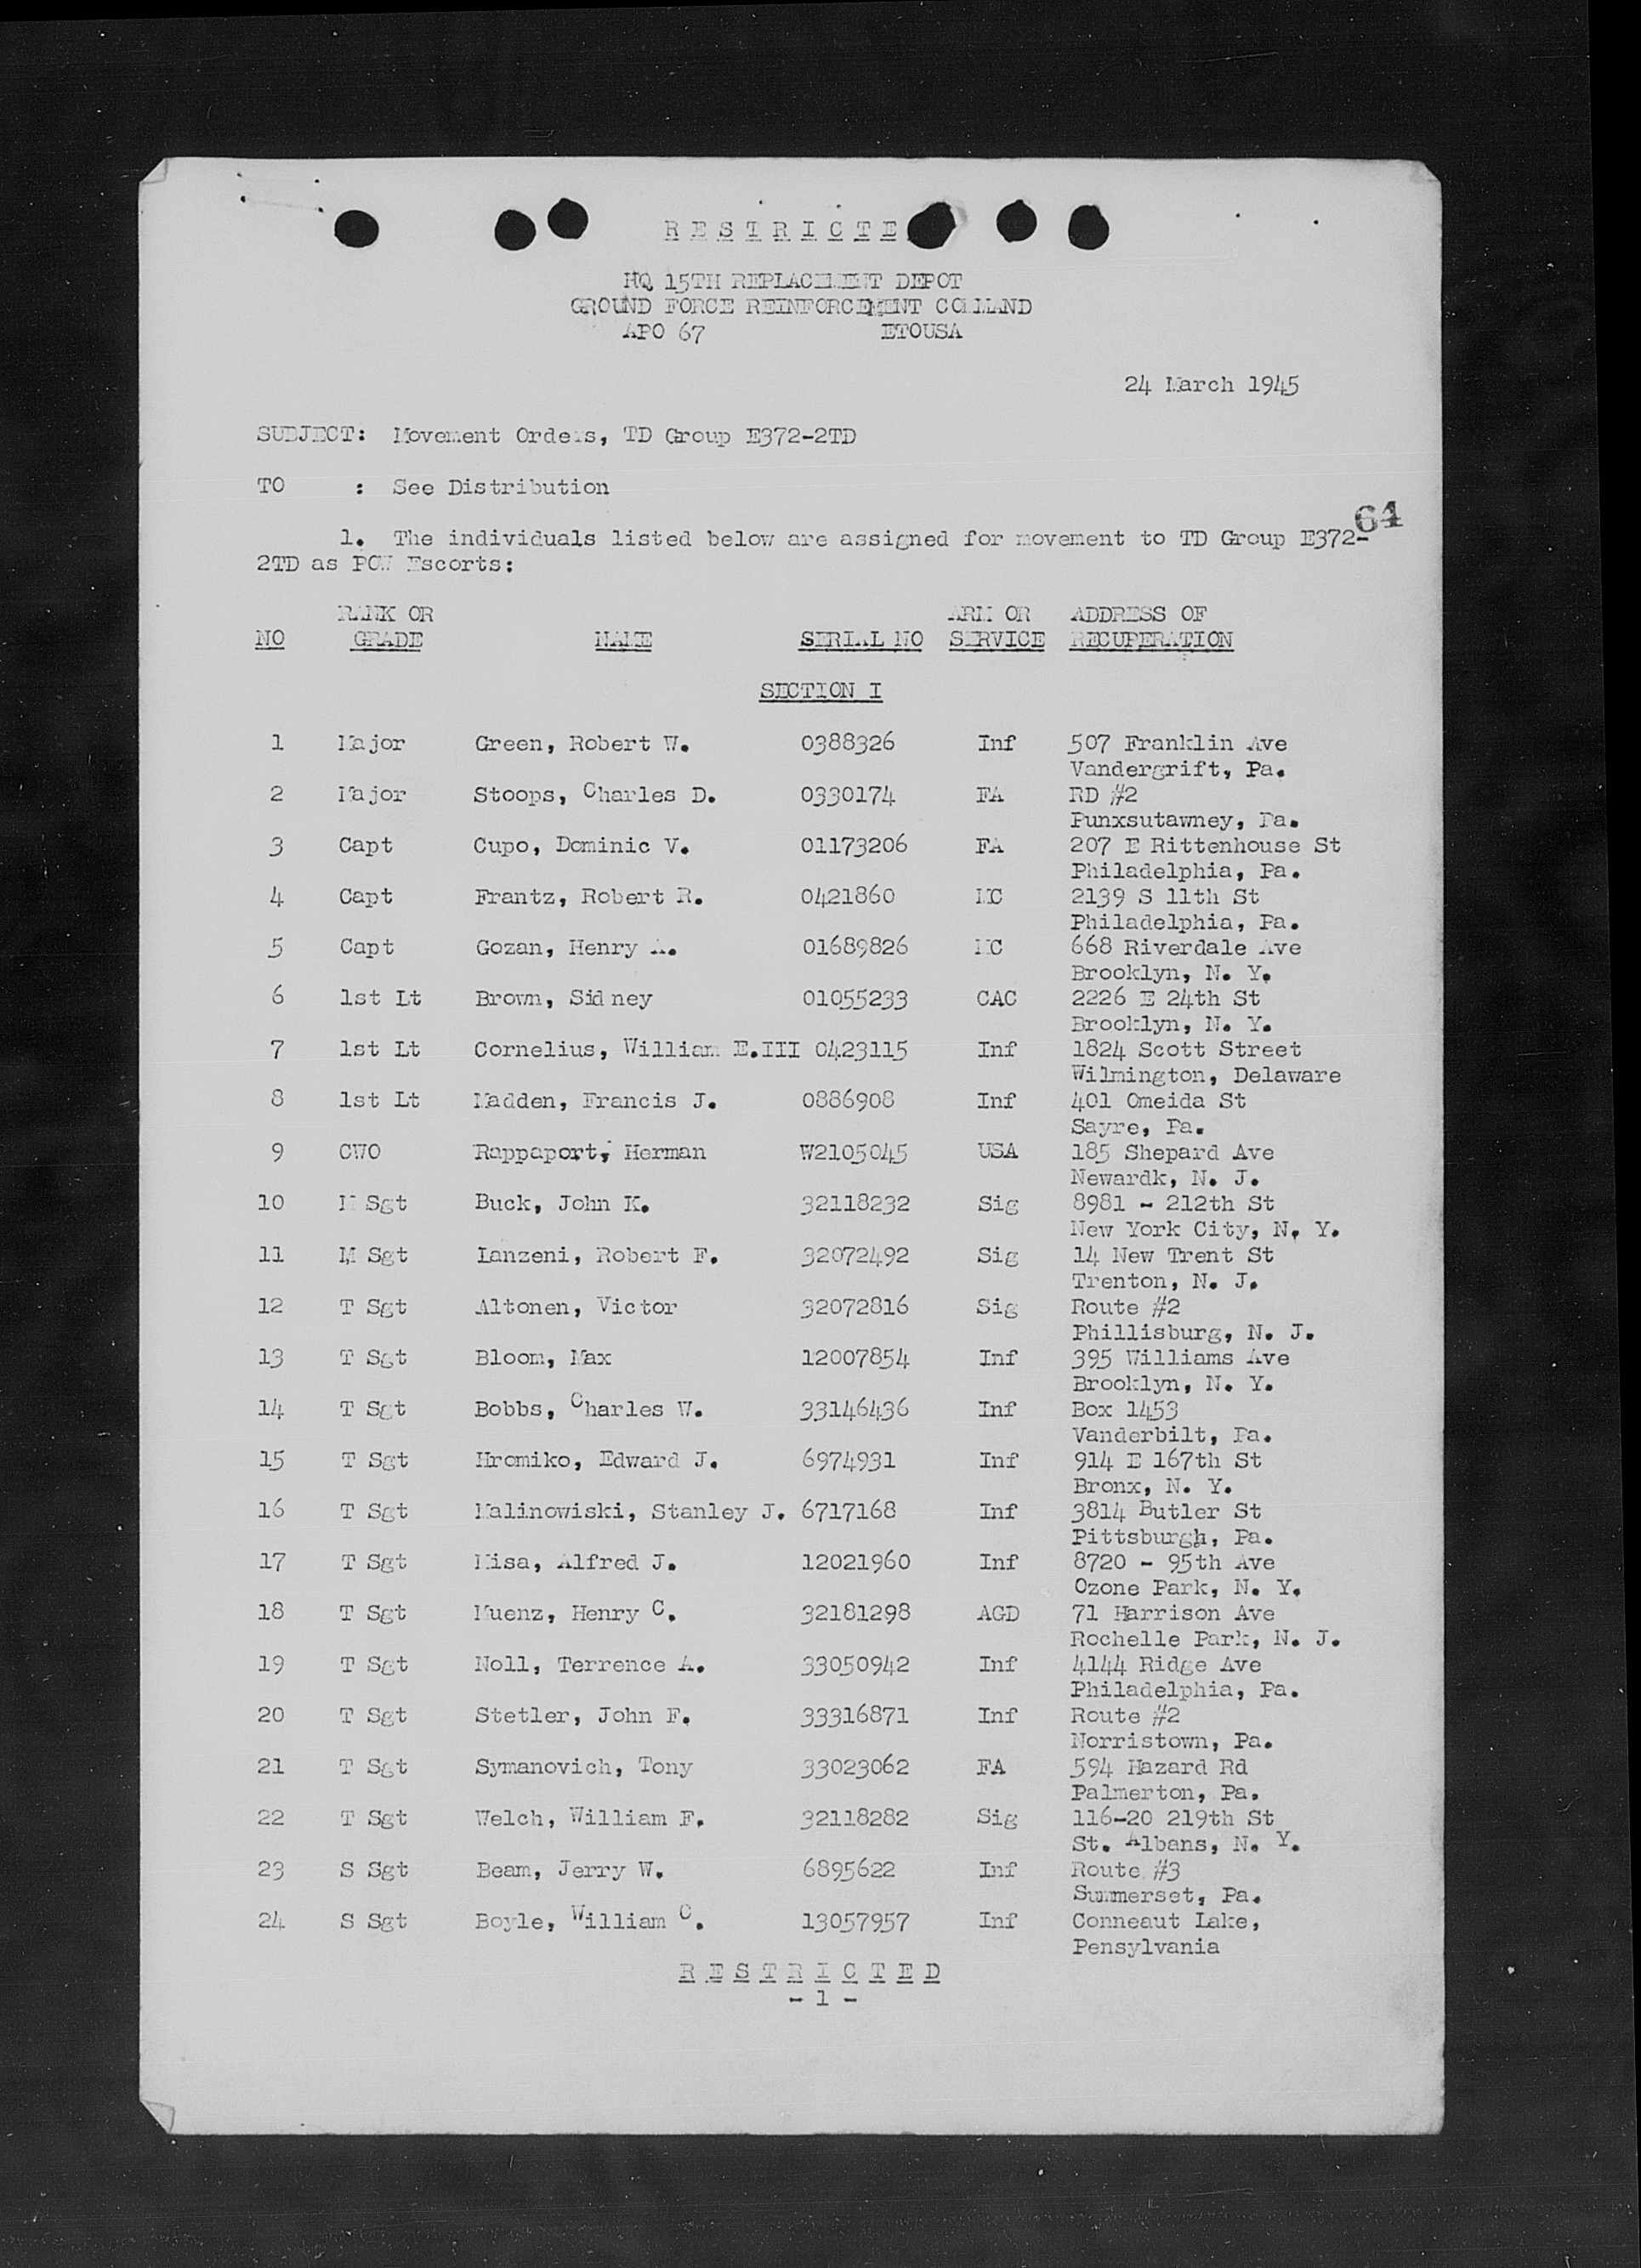 R E S T R I C T E
HQ 15TH REPLACEMENT DEPOT
GROUND FORCE REINFORCEMENT COMMAND
APO 67 ETOUSA
24 March 1945
SUBJECT: Movement Orders, TD Group E372-2TD
TO : See Distribution
64
1. The individuals listed below are assigned for movement to TD Group E372-
2TD as POW Escorts:
RANK OR ARM OR ADDRESS OF
NO GRADE NAME SERIAL NO SERVICE RECUPERATION
SECTION I
1 Major Green, Robert W. 0388326 Inf 507 Franklin Ave
Vandergrift, Pa.
2 Major Stoops, Charles D. 0330174 FA RD #2
Punxsutawney, Pa.
3 Capt Cupo, Dominic V. 01173206 FA 207 E Rittenhouse St
Philadelphia, Pa.
4 Capt Frantz, Robert R. 0421860 MC 2139 S 11th St
Philadelphia, Pa.
5 Capt Gozan, Henry A. 01689826 MC 668 Riverdale Ave
Brooklyn, N. Y.
6 1st Lt Brown, Sidney 01055233 CAC 2226 E 24th St
Brooklyn, N. Y.
7 1st Lt Cornelius, William E.III 0423115 Inf 1824 Scott Street
Wilmington, Delaware
8 1st Lt Madden, Francis J. 0886908 Inf 401 Omeida St
Sayre, Pa.
9 CWO Rappaport, Herman W2105045 USA 185 Shepard Ave
Newardk, N. J.
10 M Sgt Buck, John K. 32118232 Sig 8981 - 212th St
New York City, N. Y.
11 M Sgt Lanzeni, Robert F. 32072492 Sig 14 New Trent St
Trenton, N. J.
12 T Sgt Altonen, Victor 32072816 Sig Route #2
Phillisburg, N. J.
13 T Sgt Bloom, Max 12007854 Inf 395 Williams Ave
Brooklyn, N. Y.
14 T Sgt Bobbs, Charles W. 33146436 Inf Box 1453
Vanderbilt, Pa.
15 T Sgt Hromiko, Edward J. 6974931 Inf 914 E 167th St
Bronx, N. Y.
16 T Sgt Malinowiski, Stanley J. 6717168 Inf 3814 Butler St
Pittsburgh, Pa.
17 T Sgt Misa, Alfred J. 12021960 Inf 8720 - 95th Ave
Ozone Park, N. Y.
18 T Sgt Muenz, Henry C. 32181298 AGD 71 Harrison Ave
Rochelle Park, N. J.
19 T Sgt Noll, Terrence A. 33050942 Inf 4144 Ridge Ave
Philadelphia, Pa.
20 T Sgt Stetler, John F. 33316871 Inf Route #2
Norristown, Pa.
21 T Sgt Symanovich, Tony 33023062 FA 594 Hazard Rd
Palmerton, Pa.
22 T Sgt Welch, William F. 32118282 Sig 116-20 219th St
St. Albans, N. Y.
23 S Sgt Beam, Jerry W. 6895622 Inf Route #3
Summerset, Pa.
24 S Sgt Boyle, William C. 13057957 Inf Conneaut Lake,
Pensylvania
R E S T R I C T E D
- 1 -